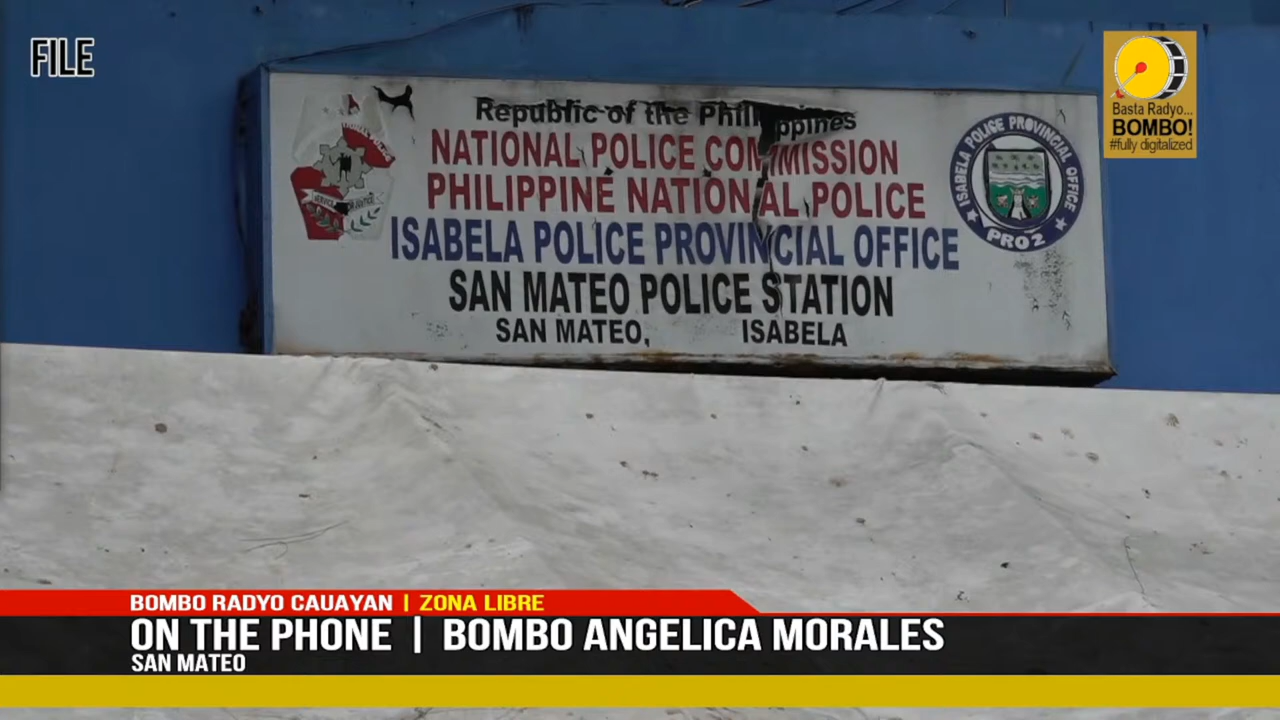 FILE
Republic of the Philippines
NATIONAL POLICE COMMISSION
PHILIPPINE NATIONAL POLICE
ISABELA POLICE PROVINCIAL OFFICE
SAN MATEO POLICE STATION
SAN MATEO, ISABELA
ISABELA POLICE PROVINCIAL OFFICE
PRO 2
Basta Radyo...
BOMBO!
#fully digitalized
BOMBO RADYO CAUAYAN | ZONA LIBRE
ON THE PHONE | BOMBO ANGELICA MORALES
SAN MATEO